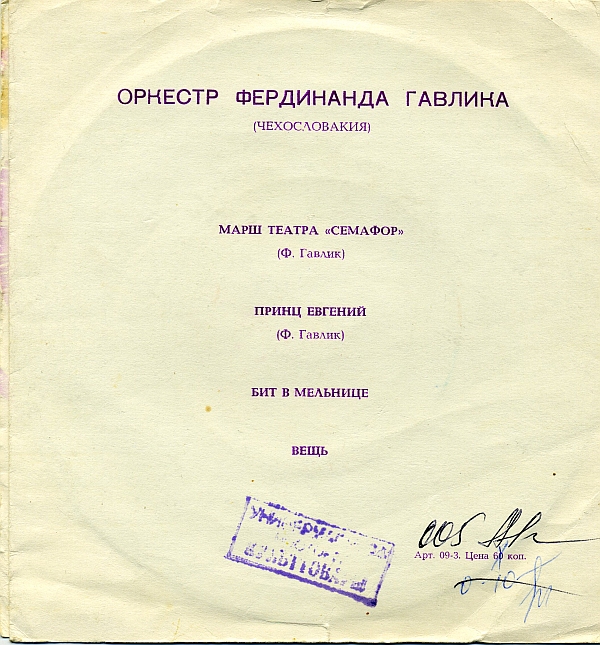 ОРКЕСТР ФЕРДИНАНДА ГАВЛИКА
(ЧЕХОСЛОВАКИЯ)
МАРШ ТЕАТРА «СЕМАФОР»
(Ф. Гавлик)
ПРИНЦ ЕВГЕНИЙ
(Ф. Гавлик)
БИТ В МЕЛЬНИЦЕ
ВЕЩЬ
Арт. 09-3. Цена 60 коп.